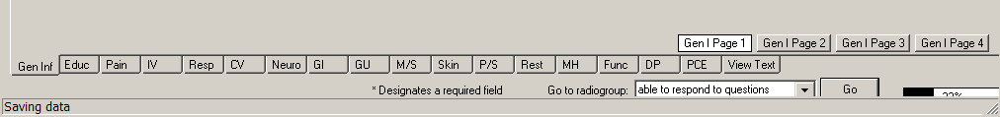 Gen I Page 1 Gen I Page 2 Gen I Page 3 Gen I Page 4
Gen Inf Educ Pain IV Resp CV Neuro GI GU M/S Skin P/S Rest MH Func DP PCE View Text
* Designates a required field Go to radiogroup: able to respond to questions Go
Saving data